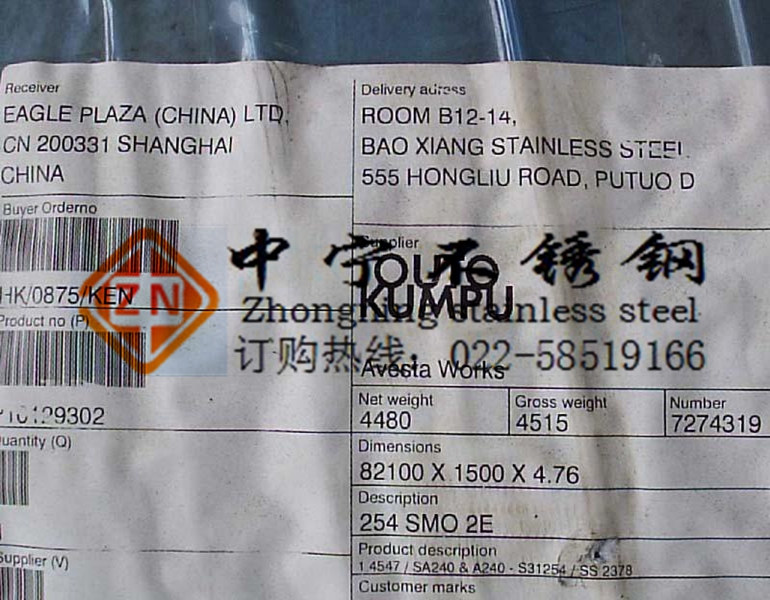 Receiver
EAGLE PLAZA (CHINA) LTD.
CN 200331 SHANGHAI
CHINA
Delivery adress
ROOM B12-14,
BAO XIANG STAINLESS STEEL
555 HONGLIU ROAD, PUTUO D
Buyer Orderno
HK/0875/KEN
Product no (P)
10129302
uantity (Q)
Supplier (V)
Supplier
OUTO
KUMPU
Avesta Works
ZN
中宁不锈钢
Zhongning stainless steel
订购热线：022-58519166
Net weight
4480
Gross weight
4515
Number
7274319
Dimensions
82100 X 1500 X 4.76
Description
254 SMO 2E
Product description
1.4547 / SA240 & A240 - S31254 / SS 2378
Customer marks